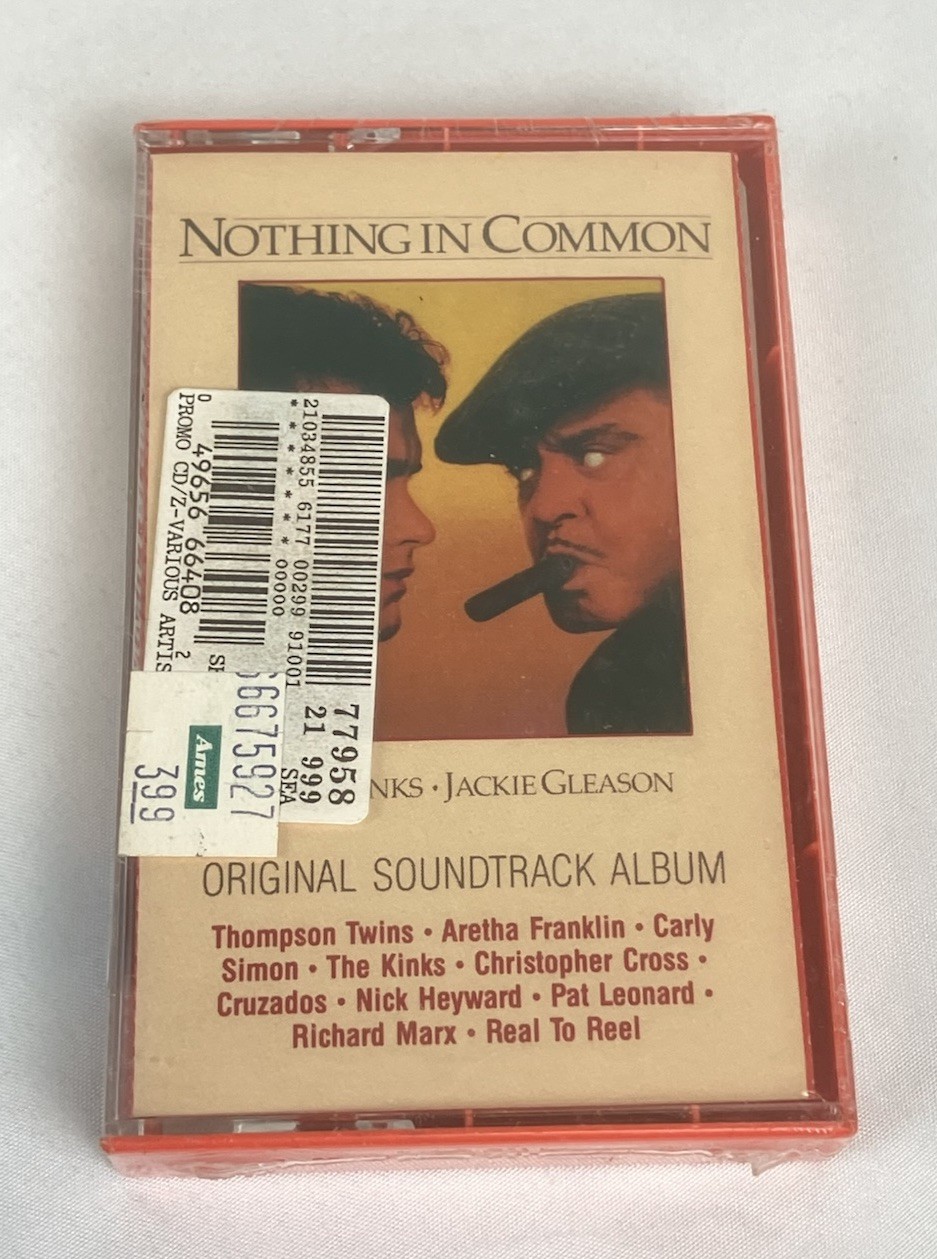 NOTHING IN COMMON
21034855 6177 00299 91001
* * * * * * * 00000
77958
21 999
SEA
0 49656 66408 2
PROMO CD/Z-VARIOUS ARTIS
66675927
Ames
399
NKS · JACKIE GLEASON
ORIGINAL SOUNDTRACK ALBUM
Thompson Twins • Aretha Franklin • Carly
Simon • The Kinks • Christopher Cross •
Cruzados • Nick Heyward • Pat Leonard •
Richard Marx • Real To Reel